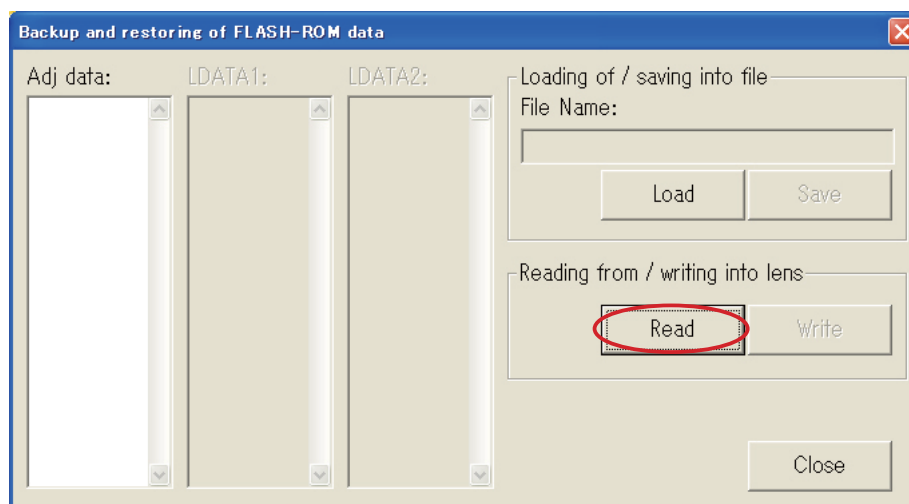 Backup and restoring of FLASH-ROM data
Adj data:
LDATA1:
LDATA2:
Loading of / saving into file
File Name:
Load
Save
Reading from / writing into lens
Read
Write
Close